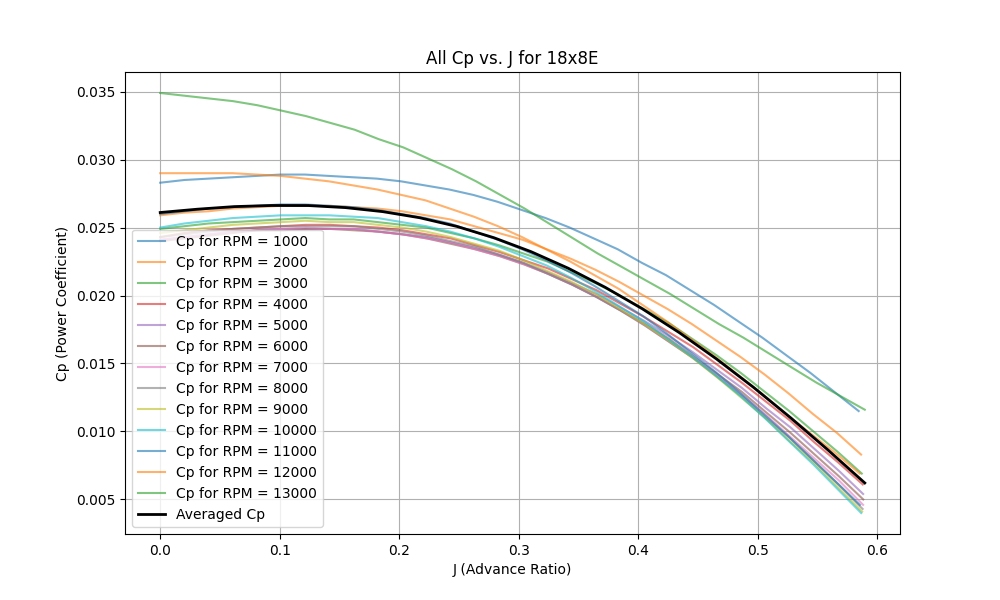 All Cp vs. J for 18x8E
Cp (Power Coefficient)
0.035
0.030
0.025
0.020
0.015
0.010
0.005
Cp for RPM = 1000
Cp for RPM = 2000
Cp for RPM = 3000
Cp for RPM = 4000
Cp for RPM = 5000
Cp for RPM = 6000
Cp for RPM = 7000
Cp for RPM = 8000
Cp for RPM = 9000
Cp for RPM = 10000
Cp for RPM = 11000
Cp for RPM = 12000
Cp for RPM = 13000
Averaged Cp
0.0 0.1 0.2 0.3 0.4 0.5 0.6
J (Advance Ratio)